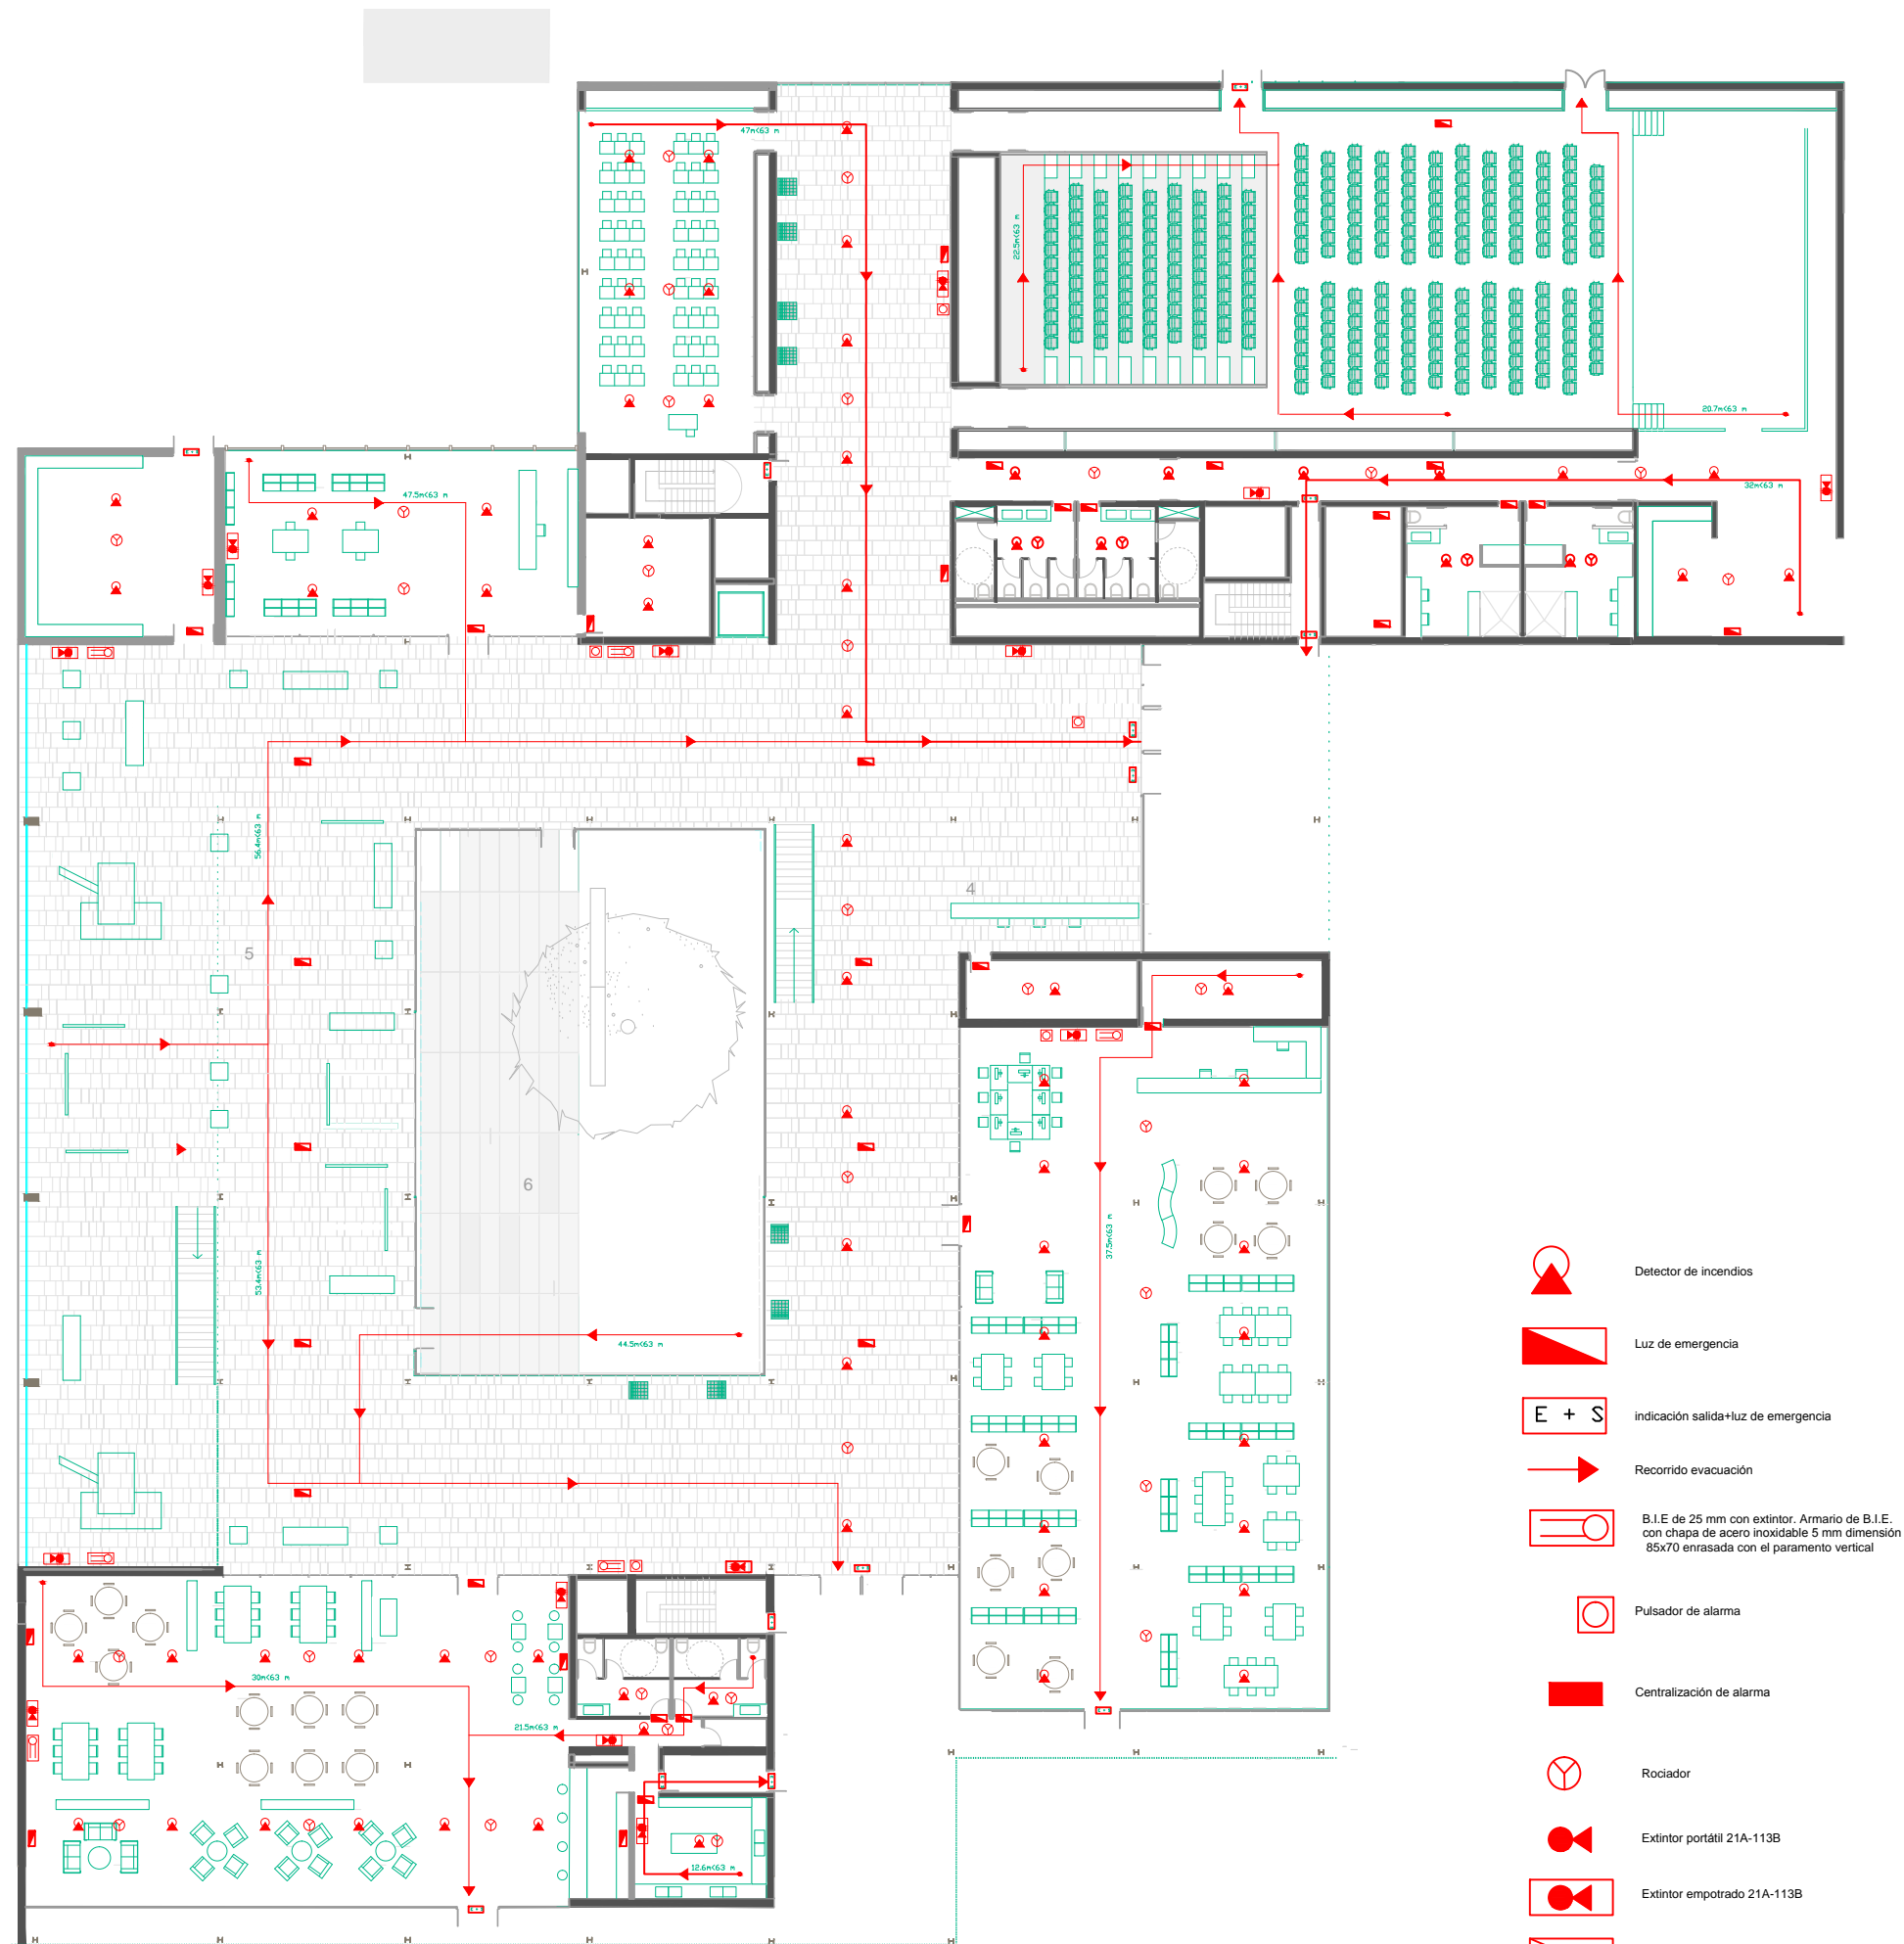 47m<63 m
22.5m<63 m
20.7m<63 m
47.5m<63 m
32m<63 m
56.4m<63 m
4
5
6
53.4m<63 m
44.5m<63 m
37.5m<63 m
30m<63 m
21.5m<63 m
12.6m<63 m
Detector de incendios
Luz de emergencia
E + S
indicación salida+luz de emergencia
Recorrido evacuación
B.I.E de 25 mm con extintor. Armario de B.I.E.
con chapa de acero inoxidable 5 mm dimensión
85x70 enrasada con el paramento vertical
Pulsador de alarma
Centralización de alarma
Rociador
Extintor portátil 21A-113B
Extintor empotrado 21A-113B